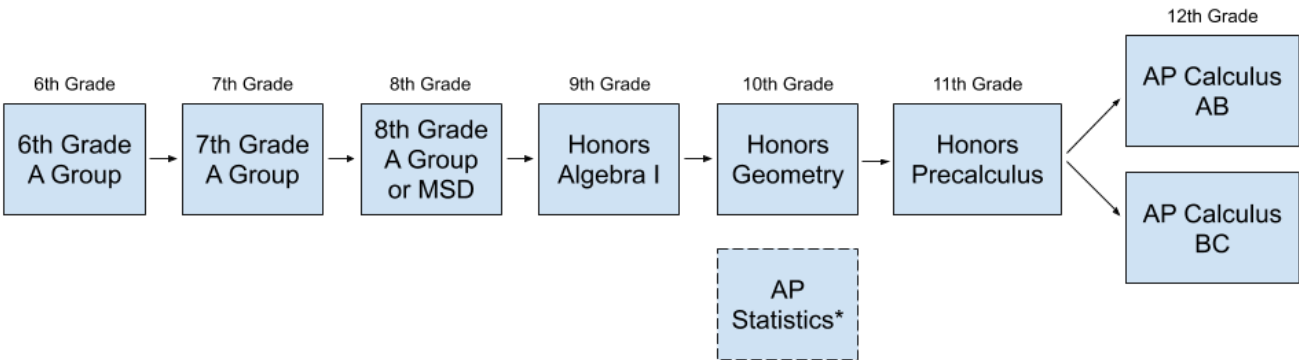 12th Grade
6th Grade
7th Grade
8th Grade
9th Grade
10th Grade
11th Grade
6th Grade
A Group
7th Grade
A Group
8th Grade
A Group
or MSD
Honors
Algebra I
Honors
Geometry
Honors
Precalculus
AP Calculus
AB
AP Calculus
BC
AP
Statistics*